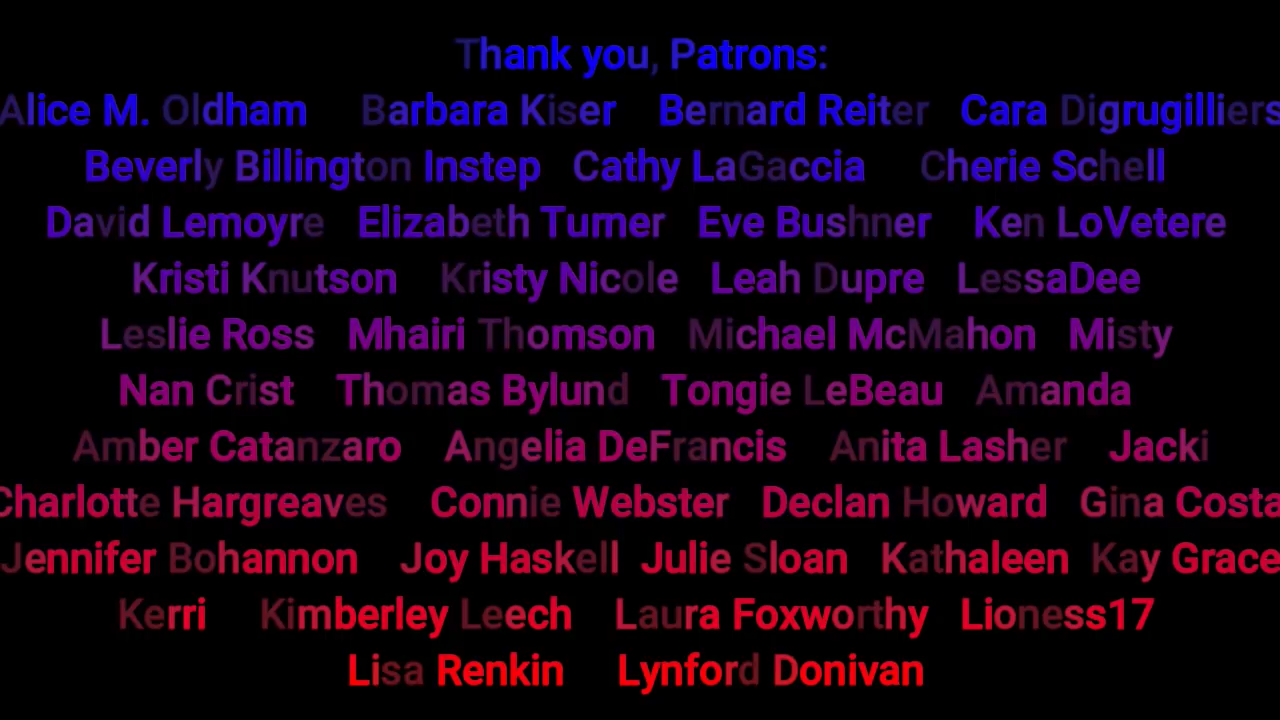 Thank you, Patrons:
Alice M. Oldham Barbara Kiser Bernard Reiter Cara Digrugilliers
Beverly Billington Instep Cathy LaGaccia Cherie Schell
David Lemoyre Elizabeth Turner Eve Bushner Ken LoVetere
Kristi Knutson Kristy Nicole Leah Dupre LessaDee
Leslie Ross Mhairi Thomson Michael McMahon Misty
Nan Crist Thomas Bylund Tongie LeBeau Amanda
Amber Catanzaro Angelia DeFrancis Anita Lasher Jacki
Charlotte Hargreaves Connie Webster Declan Howard Gina Costa
Jennifer Bohannon Joy Haskell Julie Sloan Kathaleen Kay Grace
Kerri Kimberley Leech Laura Foxworthy Lioness17
Lisa Renkin Lynford Donivan